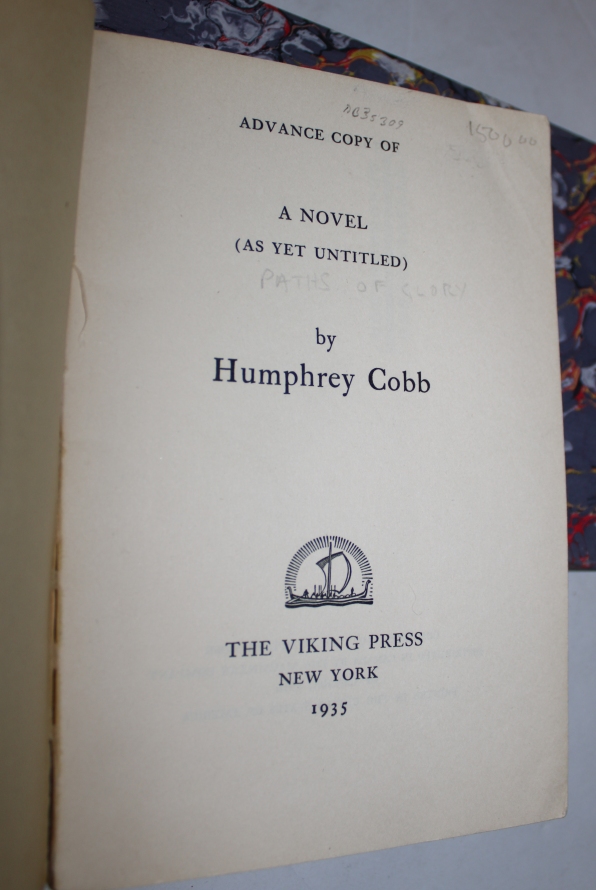 ADVANCE COPY OF
A NOVEL
(AS YET UNTITLED)
PATHS OF GLORY
by
Humphrey Cobb
THE VIKING PRESS
NEW YORK
1935